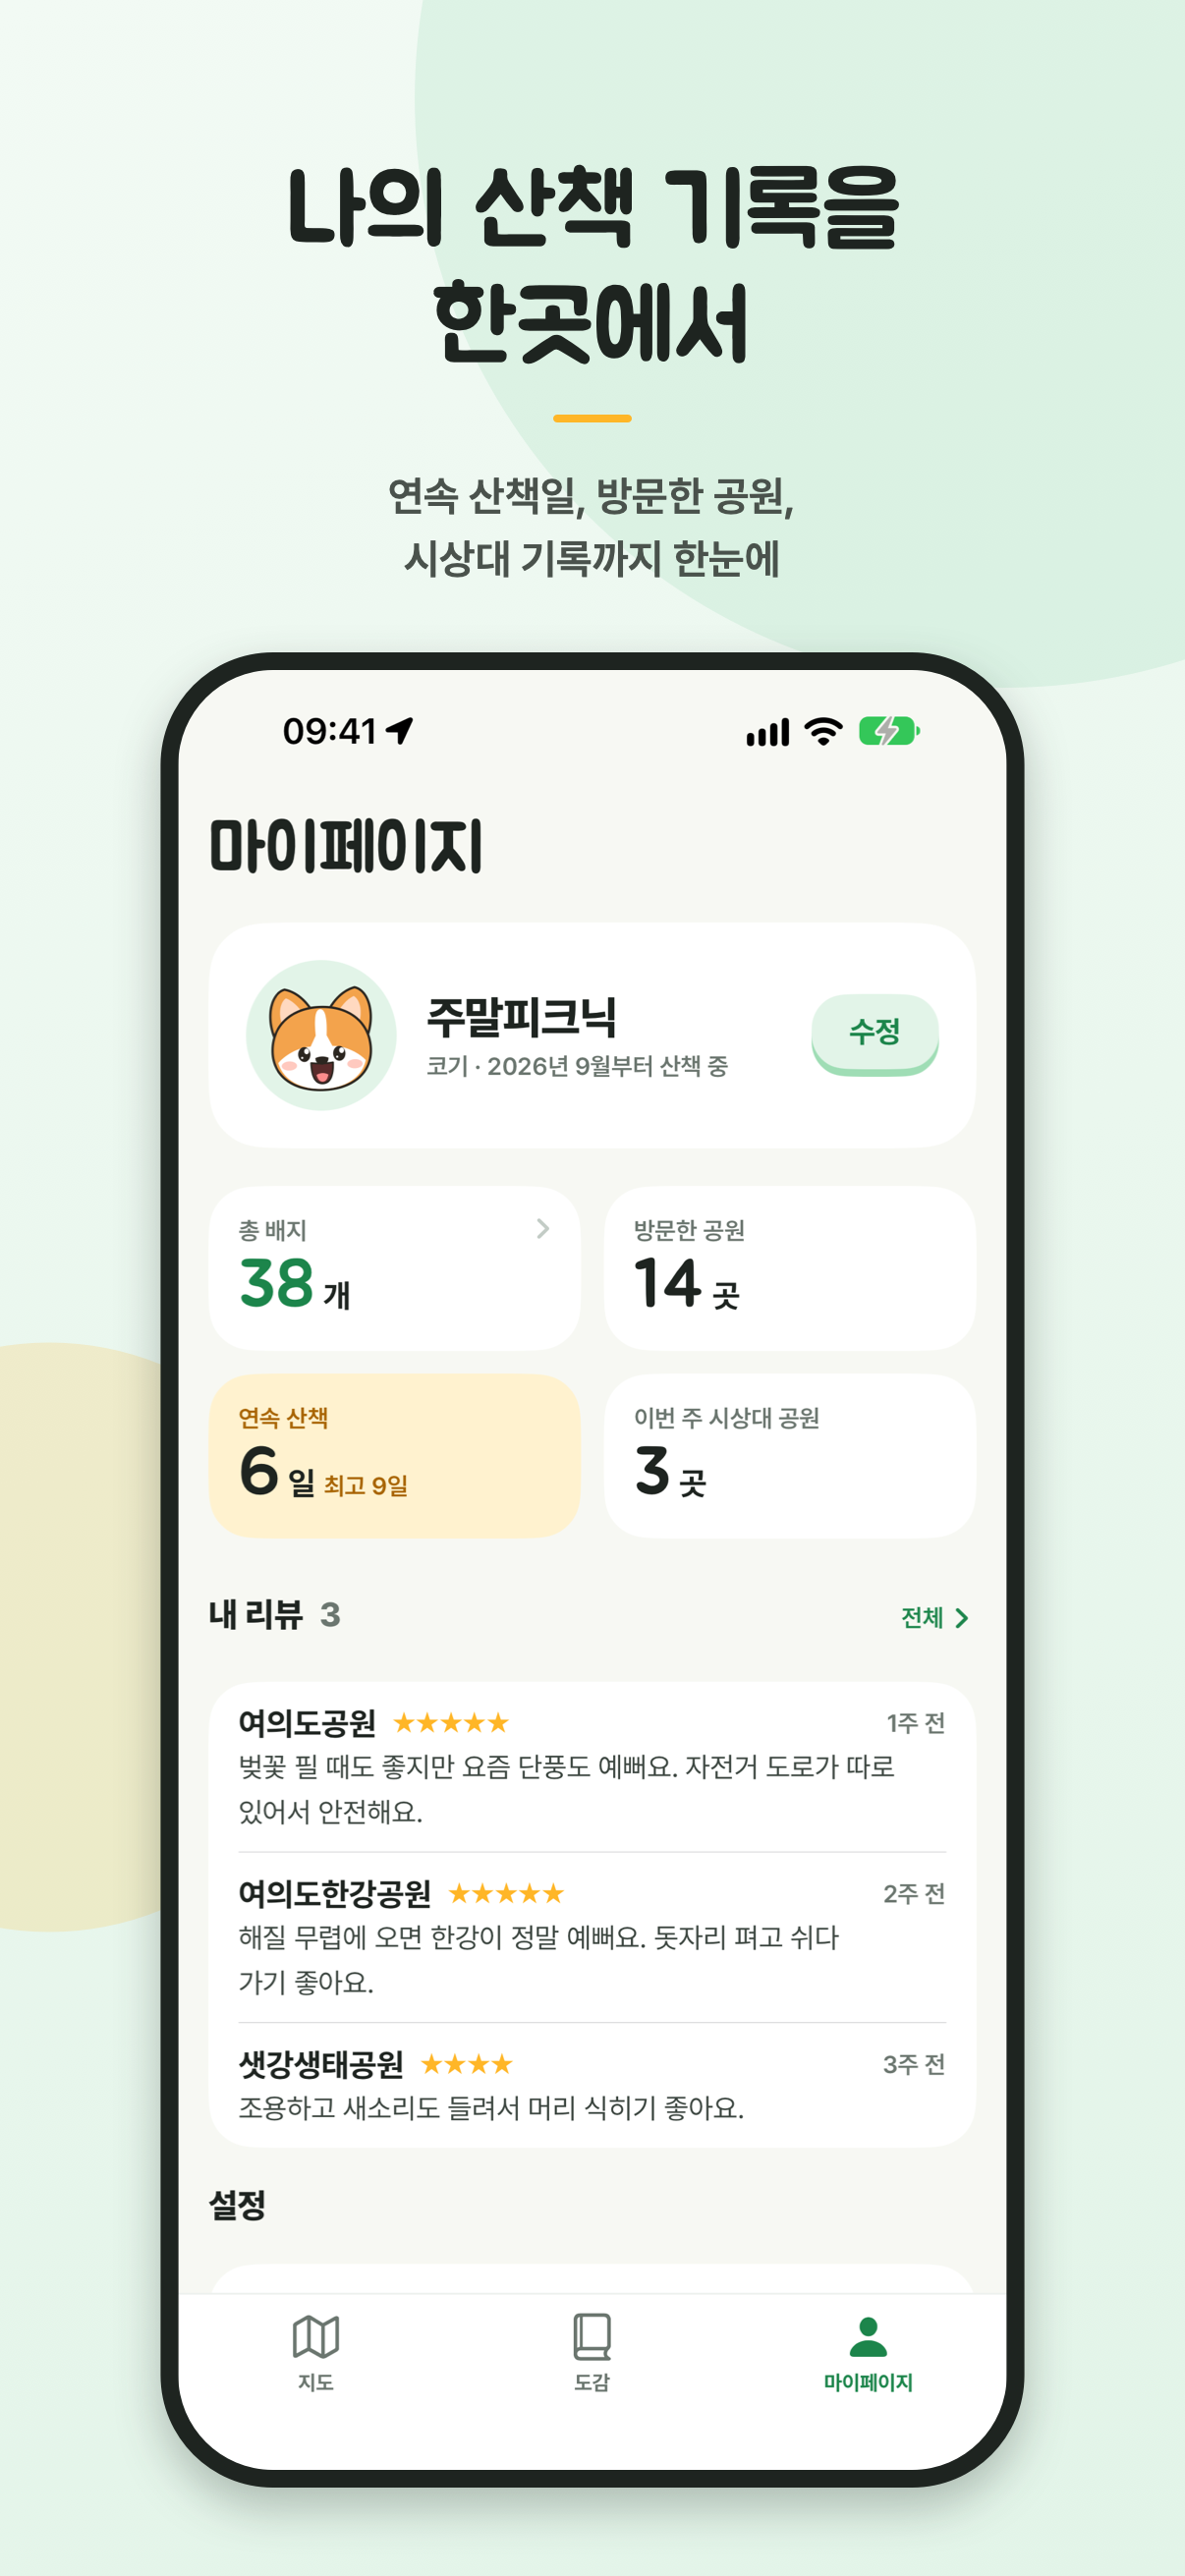 나의 산책 기록을
한곳에서
연속 산책일, 방문한 공원,
시상대 기록까지 한눈에
09:41
마이페이지
주말피크닉
코기 · 2026년 9월부터 산책 중
수정
총 배지
38 개
방문한 공원
14 곳
연속 산책
6 일 최고 9일
이번 주 시상대 공원
3 곳
내 리뷰 3
전체
여의도공원 ★★★★★ 1주 전
벚꽃 필 때도 좋지만 요즘 단풍도 예뻐요. 자전거 도로가 따로
있어서 안전해요.
여의도한강공원 ★★★★★ 2주 전
해질 무렵에 오면 한강이 정말 예뻐요. 돗자리 펴고 쉬다
가기 좋아요.
샛강생태공원 ★★★★ 3주 전
조용하고 새소리도 들려서 머리 식히기 좋아요.
설정
지도
도감
마이페이지